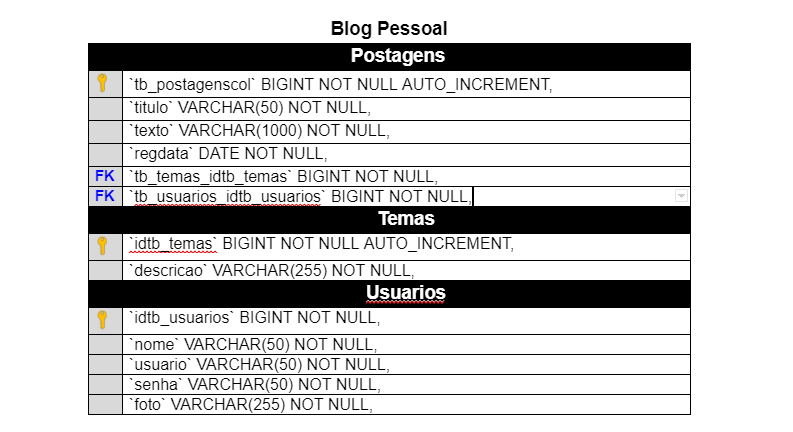 Blog Pessoal
Postagens
`tb_postagenscol` BIGINT NOT NULL AUTO_INCREMENT,
`titulo` VARCHAR(50) NOT NULL,
`texto` VARCHAR(1000) NOT NULL,
`regdata` DATE NOT NULL,
FK `tb_temas_idtb_temas` BIGINT NOT NULL,
FK `tb_usuarios_idtb_usuarios` BIGINT NOT NULL,
Temas
`idtb_temas` BIGINT NOT NULL AUTO_INCREMENT,
`descricao` VARCHAR(255) NOT NULL,
Usuarios
`idtb_usuarios` BIGINT NOT NULL,
`nome` VARCHAR(50) NOT NULL,
`usuario` VARCHAR(50) NOT NULL,
`senha` VARCHAR(50) NOT NULL,
`foto` VARCHAR(255) NOT NULL,